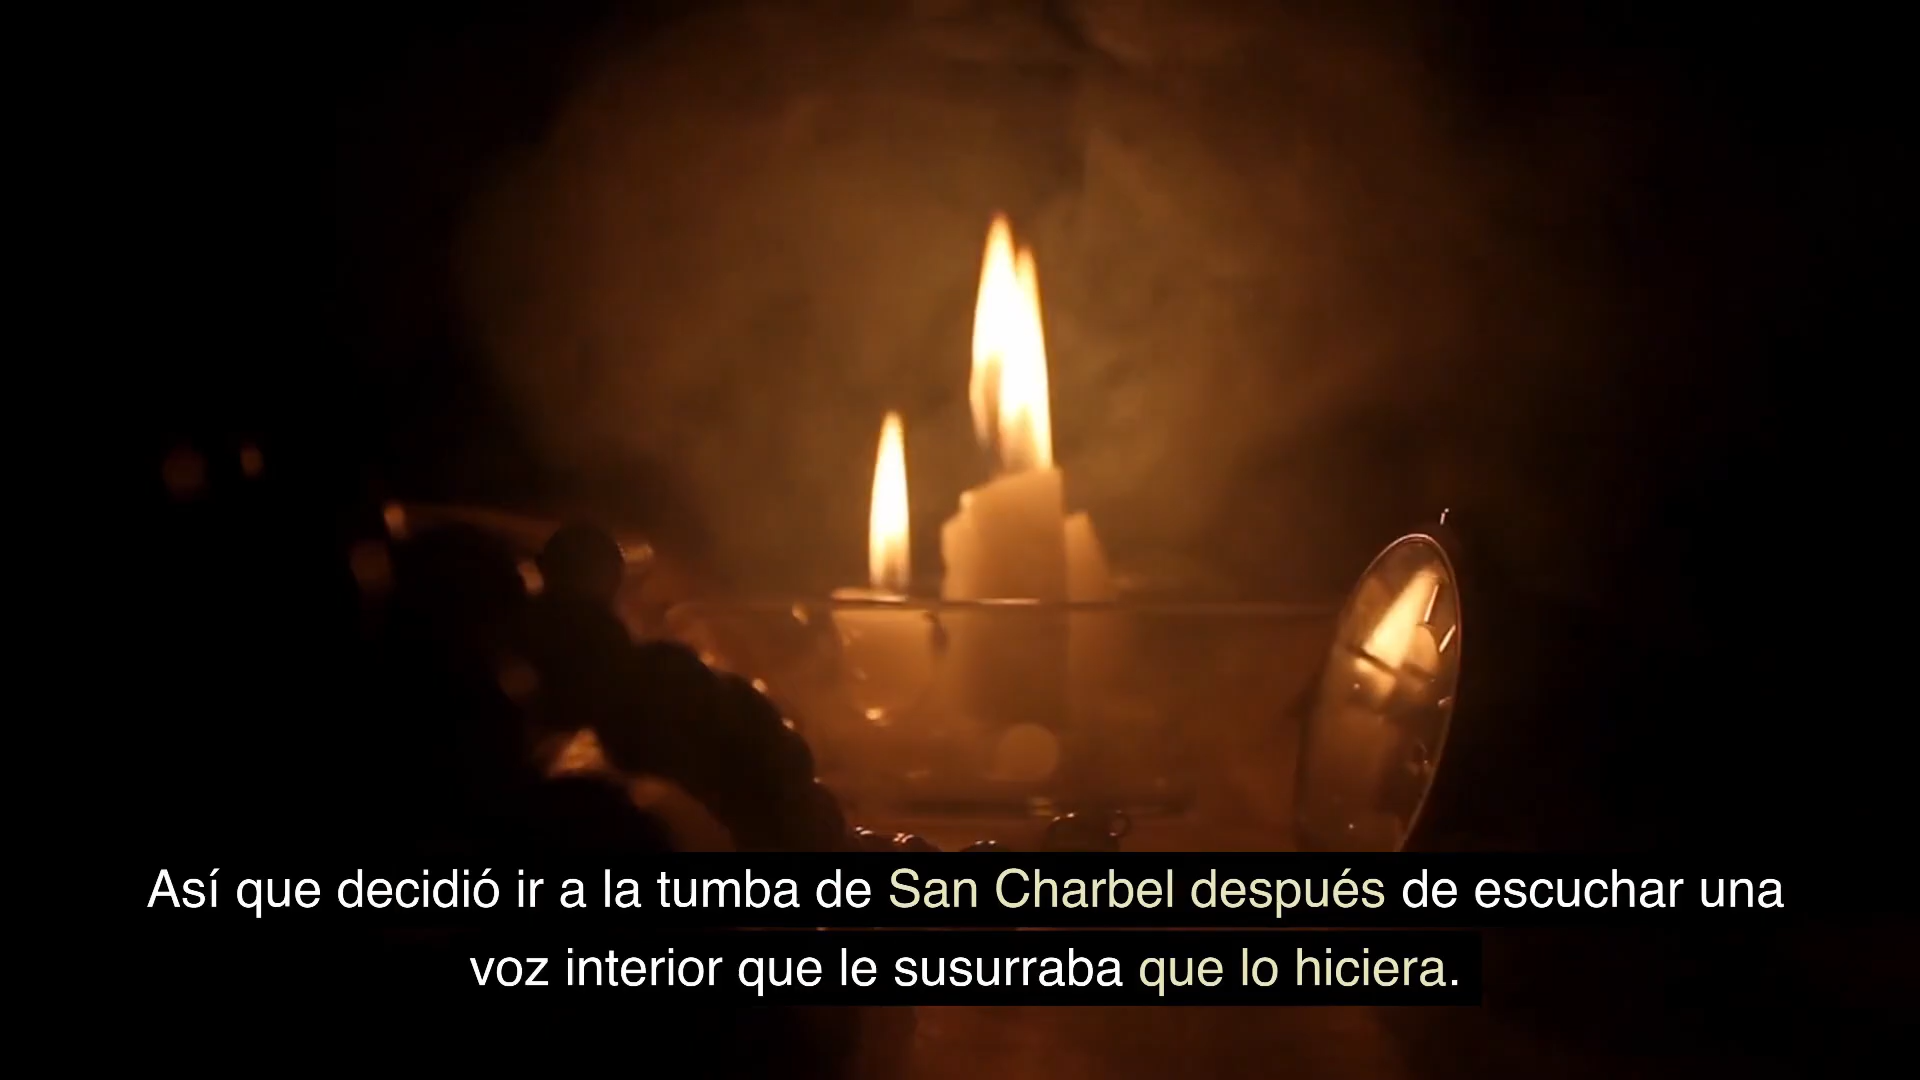 Así que decidió ir a la tumba de San Charbel después de escuchar una
voz interior que le susurraba que lo hiciera.